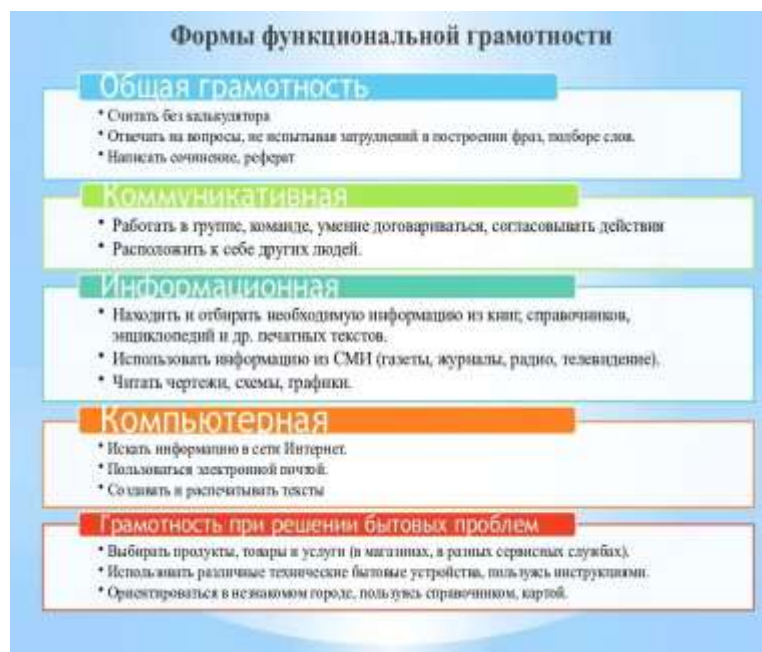 Формы функциональной грамотности
Общая грамотность
• Считать без калькулятора
• Отвечать на вопросы, не испытывая затруднений в построении фраз, подборе слов.
• Написать сочинение, реферат
Коммуникативная
• Работать в группе, команде, умение договариваться, согласовывать действия
• Расположить к себе других людей.
Информационная
• Находить и отбирать необходимую информацию из книг, справочников,
энциклопедий и др. печатных текстов.
• Использовать информацию из СМИ (газеты, журналы, радио, телевидение).
• Читать чертежи, схемы, графики.
Компьютерная
• Искать информацию в сети Интернет.
• Пользоваться электронной почтой.
• Создавать и распечатывать тексты
Грамотность при решении бытовых проблем
• Выбирать продукты, товары и услуги (в магазинах, в разных сервисных службах).
• Использовать различные технические бытовые устройства, пользуясь инструкциями.
• Ориентироваться в незнакомом городе, пользуясь справочником, картой.